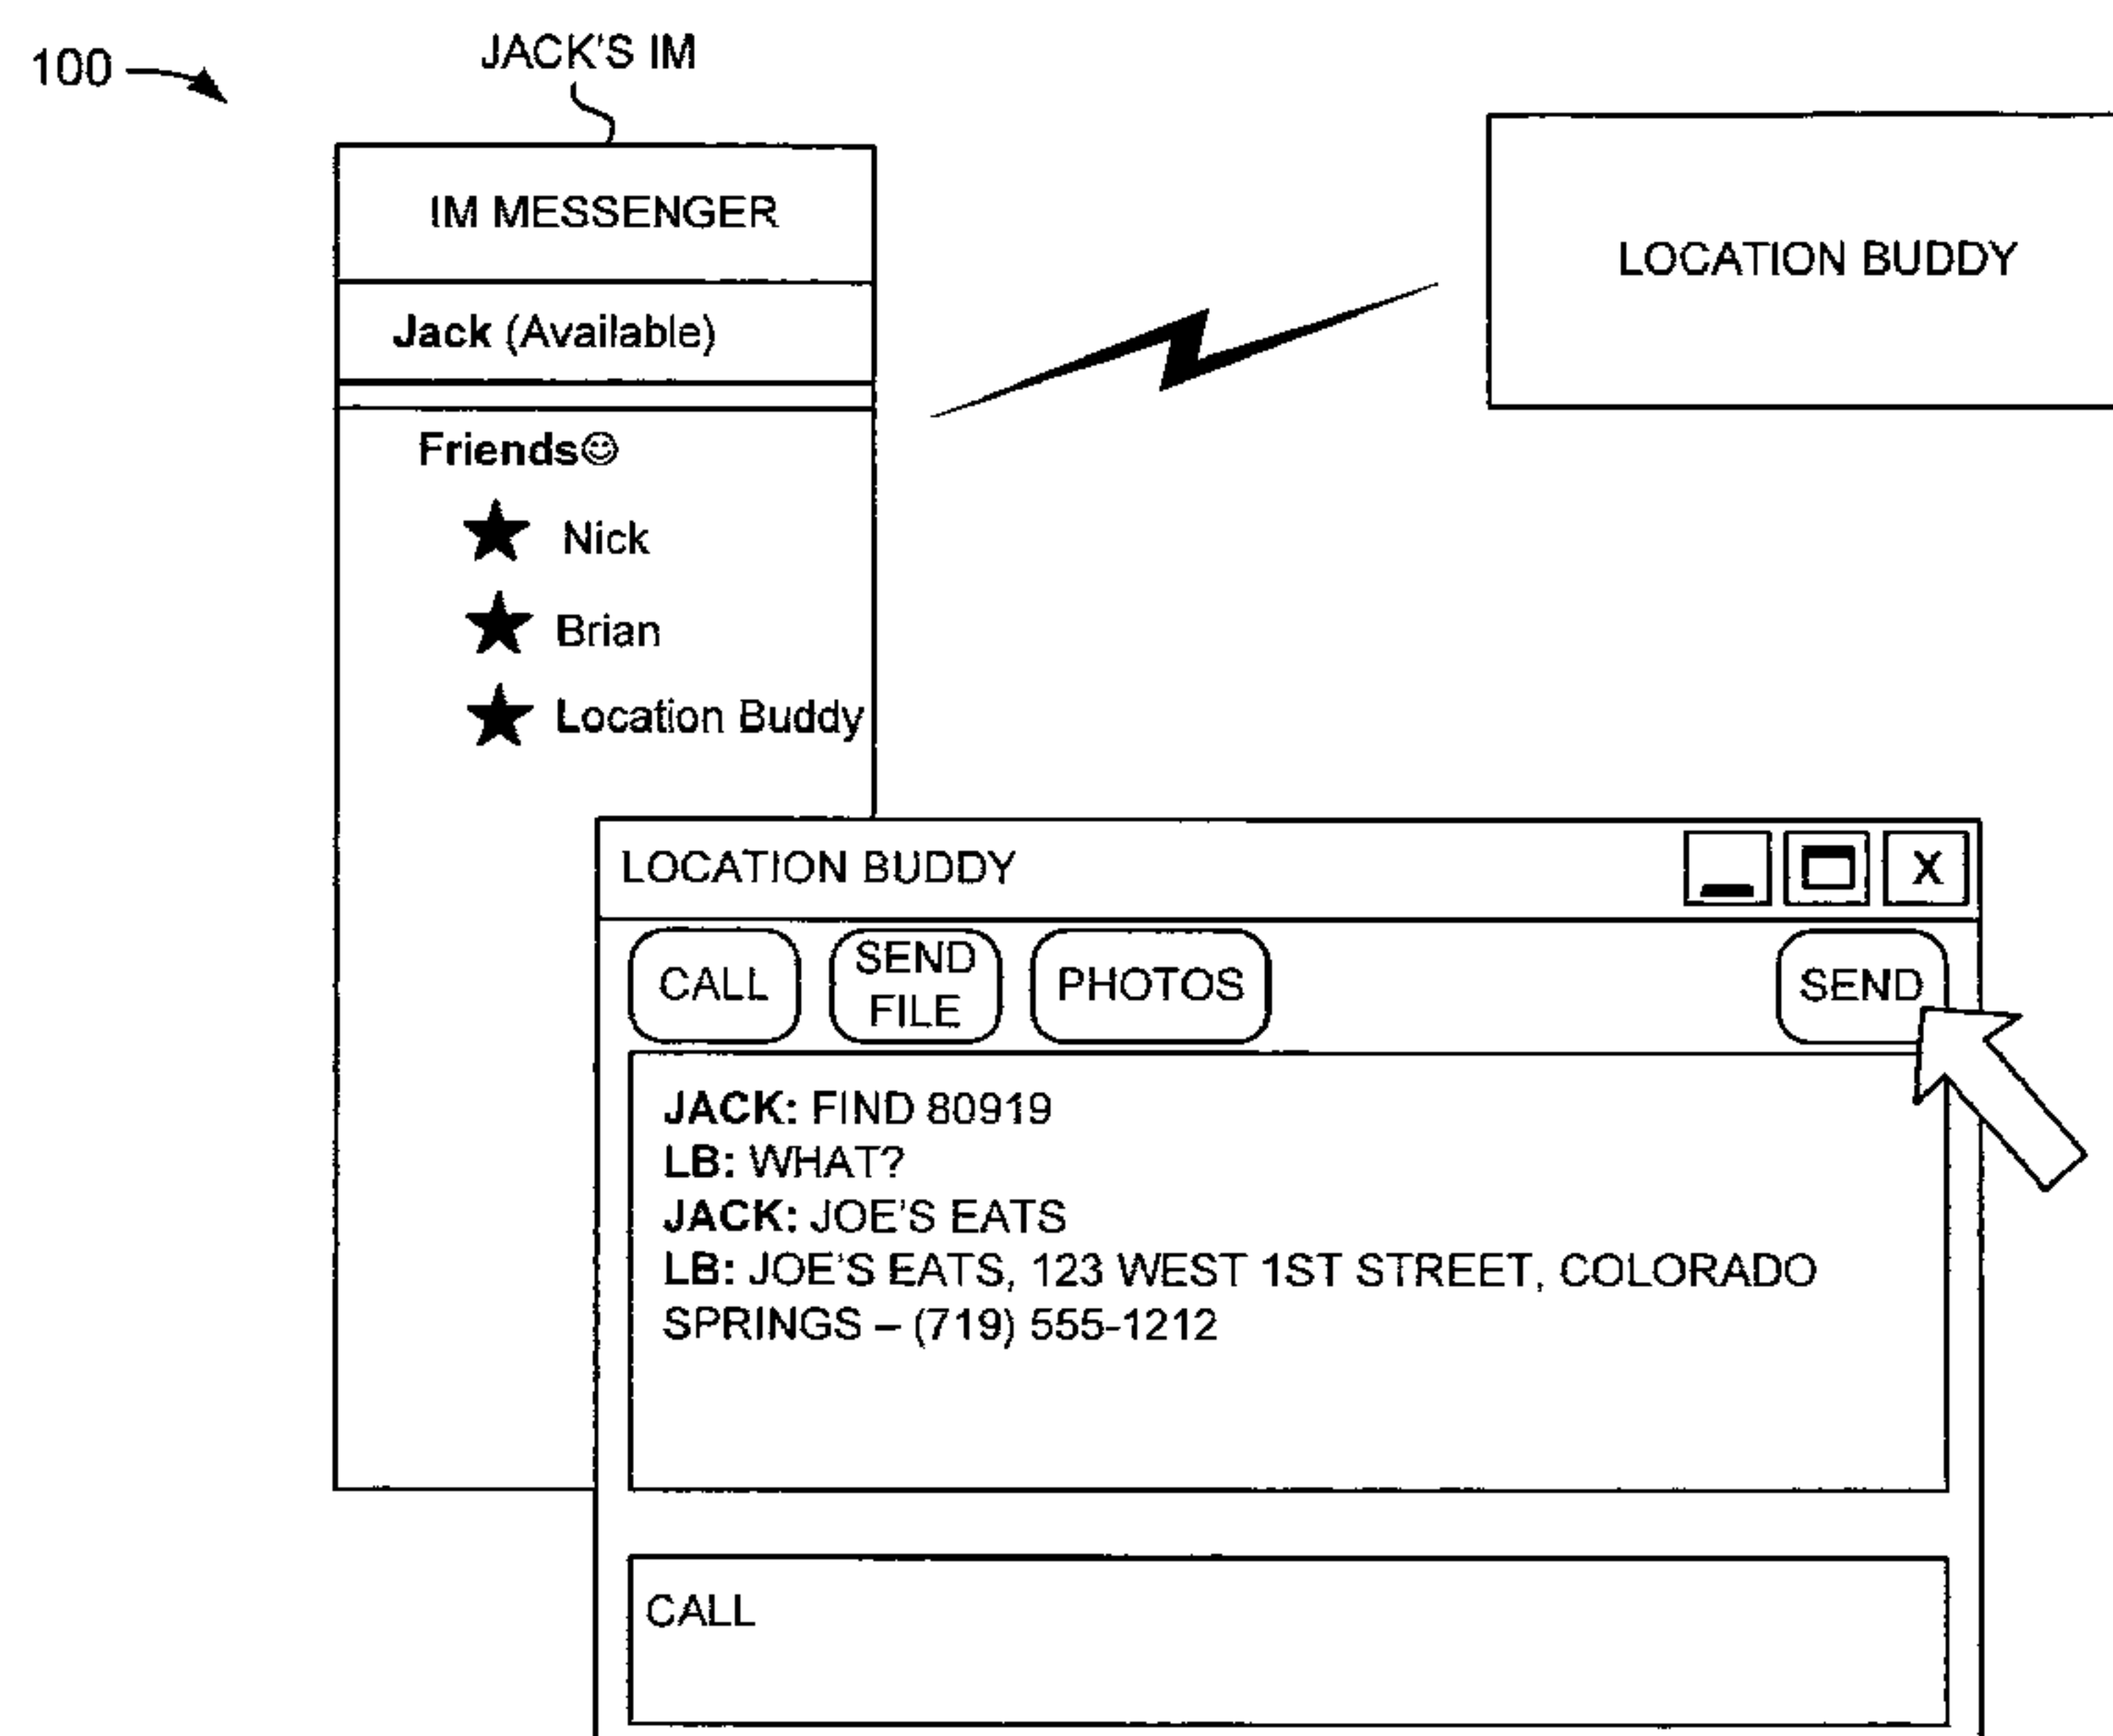 100
JACK'S IM
IM MESSENGER
Jack (Available)
Friends☺
Nick
Brian
Location Buddy
LOCATION BUDDY
LOCATION BUDDY
X
CALL
SEND
FILE
PHOTOS
SEND
JACK: FIND 80919
LB: WHAT?
JACK: JOE'S EATS
LB: JOE'S EATS, 123 WEST 1ST STREET, COLORADO
SPRINGS – (719) 555-1212
CALL